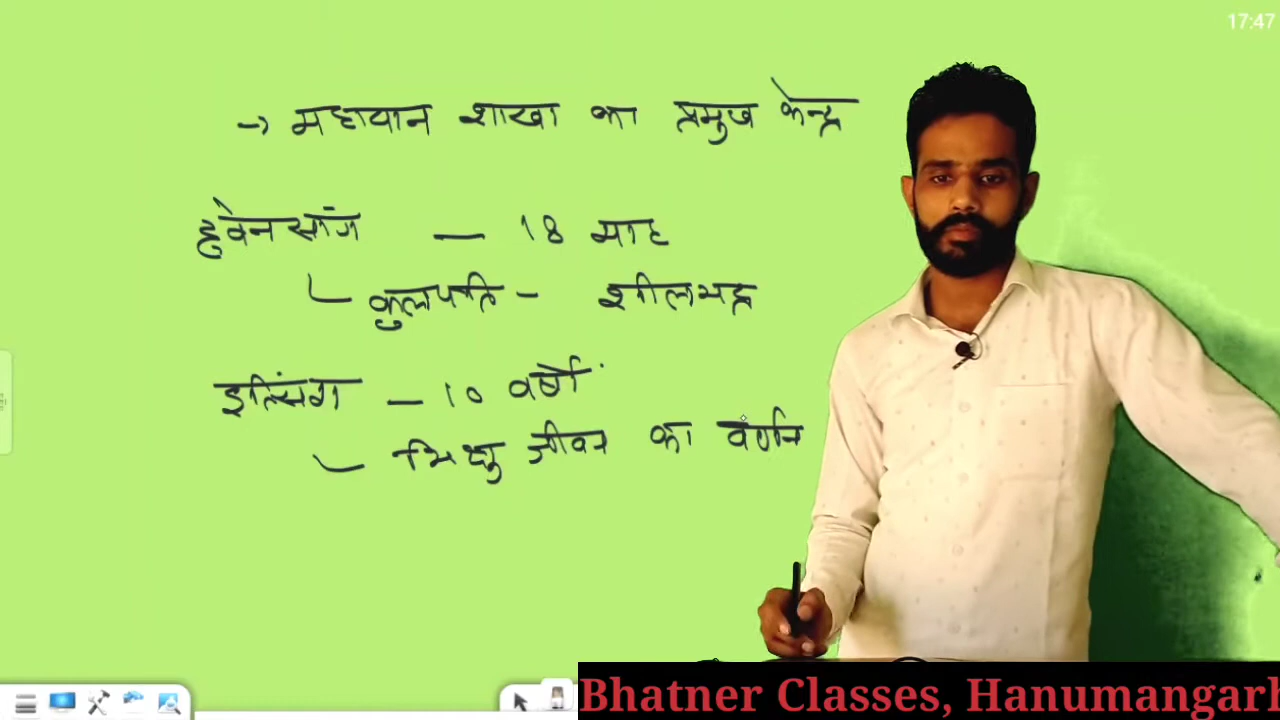 17:47
→ महायान शाखा का प्रमुख केन्द्र
हुवेनसांग — 18 माह
कुलपति - शीलभद्र
इत्सिंग — 10 वर्षों
भिक्षु जीवन का वर्णन
Bhatner Classes, Hanumangarh